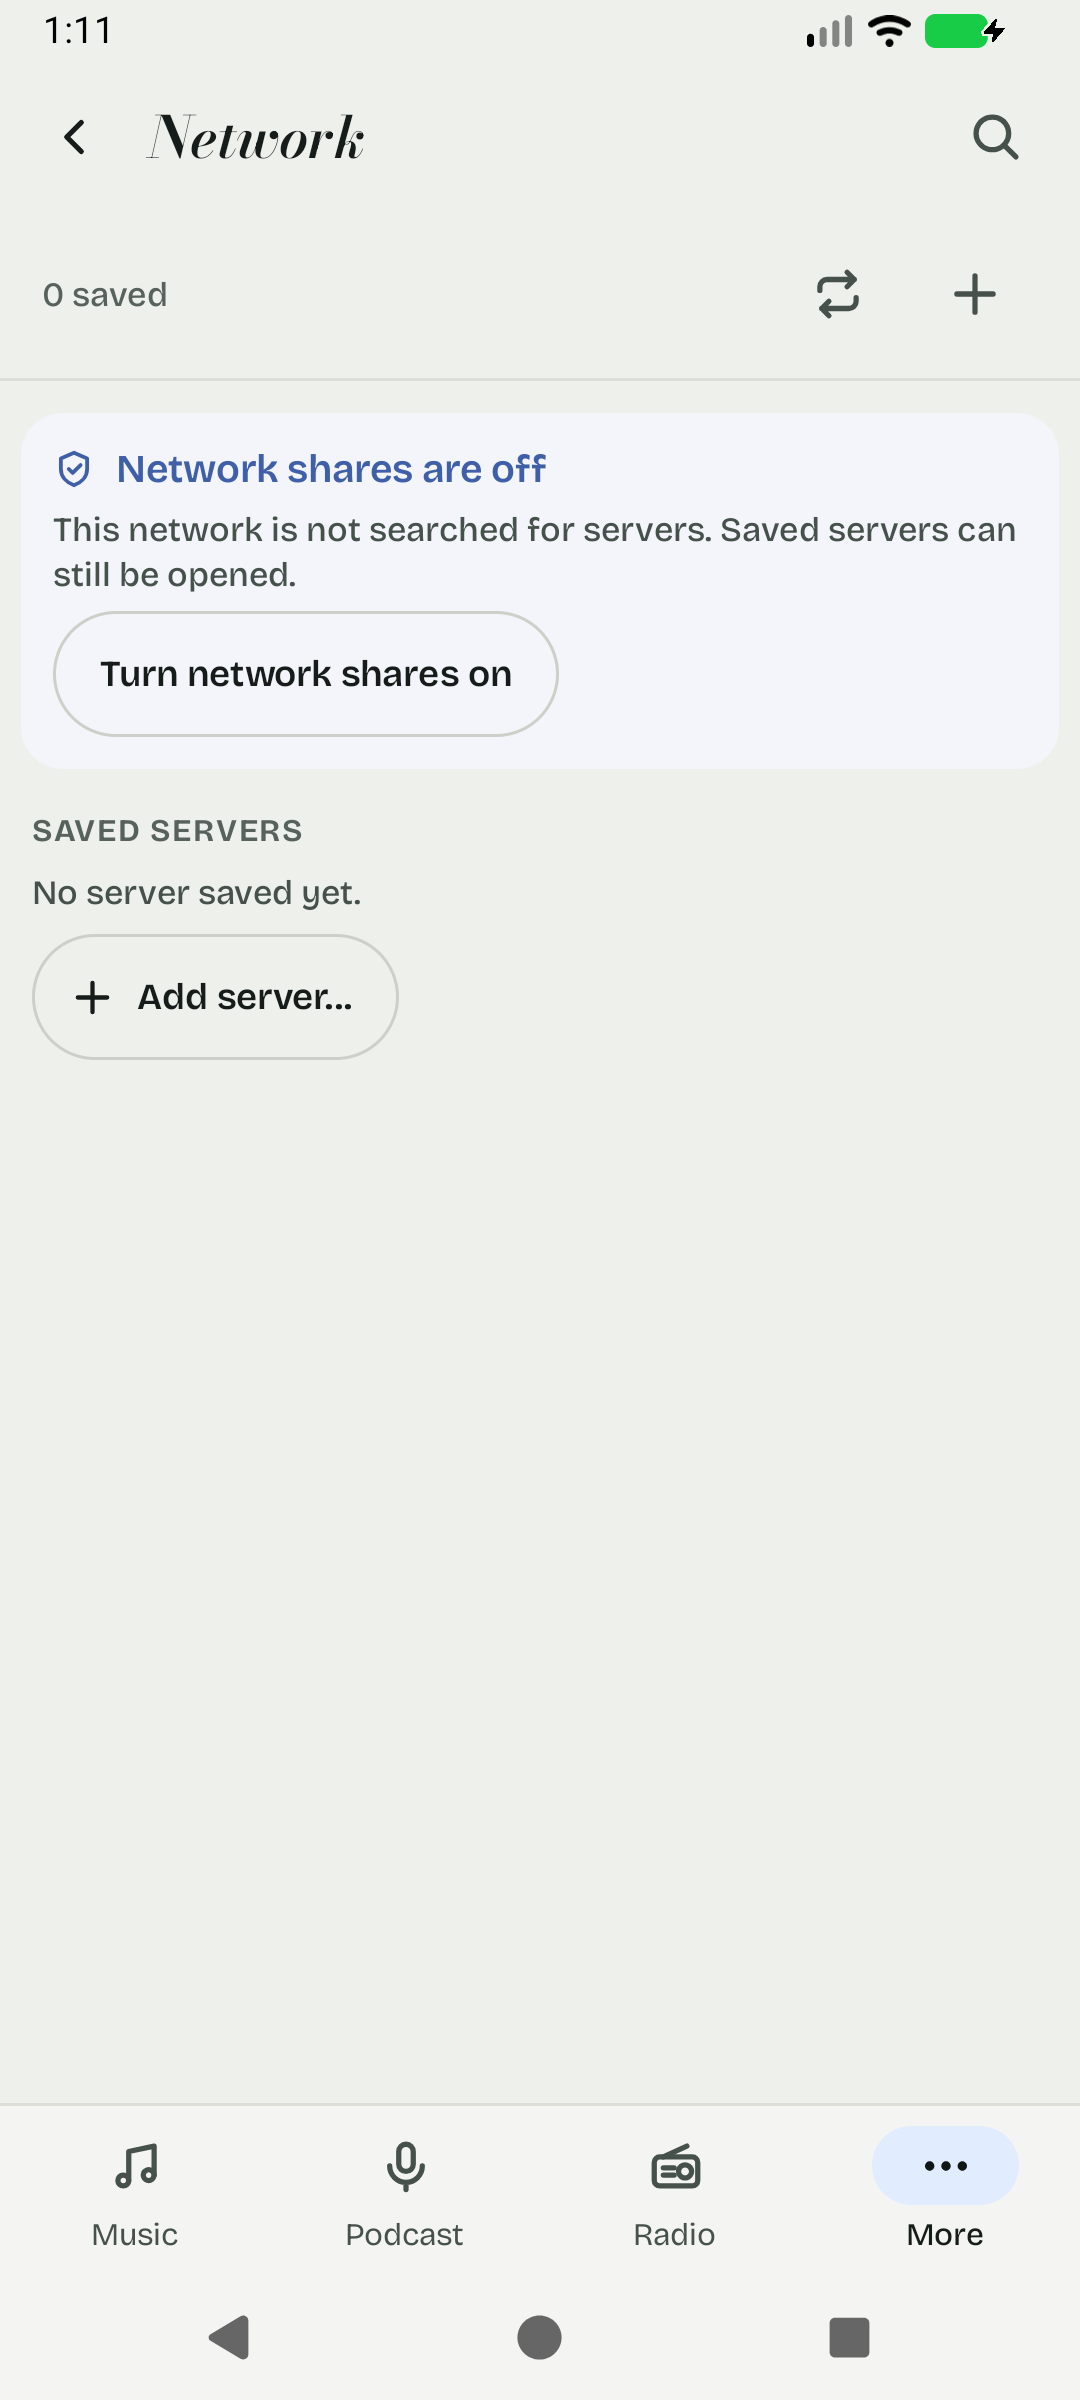 1:11
Network
0 saved
Network shares are off
This network is not searched for servers. Saved servers can
still be opened.
Turn network shares on
SAVED SERVERS
No server saved yet.
Add server...
Music
Podcast
Radio
More